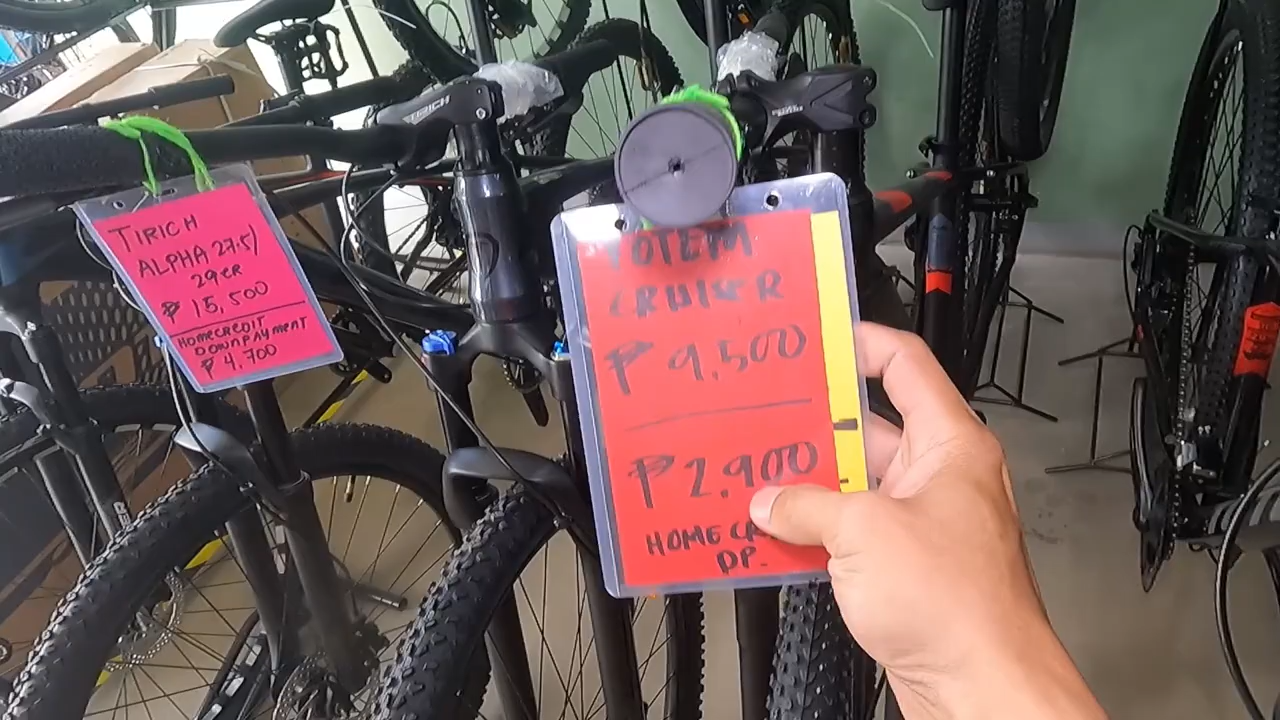 TIRICH
ALPHA 27.5/
29ER
₱ 15,500
HOMECREDIT
DOWNPAYMENT
₱ 4,700
TIRICH
TOTEM
CRUISER
₱ 9,500
₱ 2,900
HOME
DP.